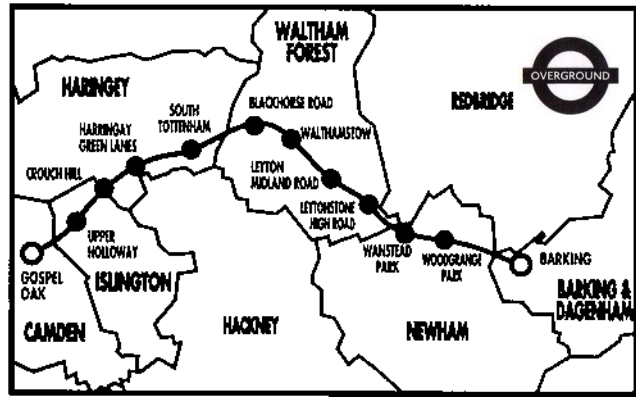 WALTHAM
FOREST
OVERGROUND
HARINGEY
REDBRIDGE
SOUTH
TOTTENHAM
BLACKHORSE ROAD
HARRINGAY
GREEN LANES
WALTHAMSTOW
CROUCH HILL
LEYTON
MIDLAND ROAD
LEYTONSTONE
HIGH ROAD
UPPER
HOLLOWAY
WANSTEAD
PARK
WOODGRANGE
PARK
BARKING
GOSPEL
OAK
ISLINGTON
BARKING &
DAGENHAM
CAMDEN
HACKNEY
NEWHAM